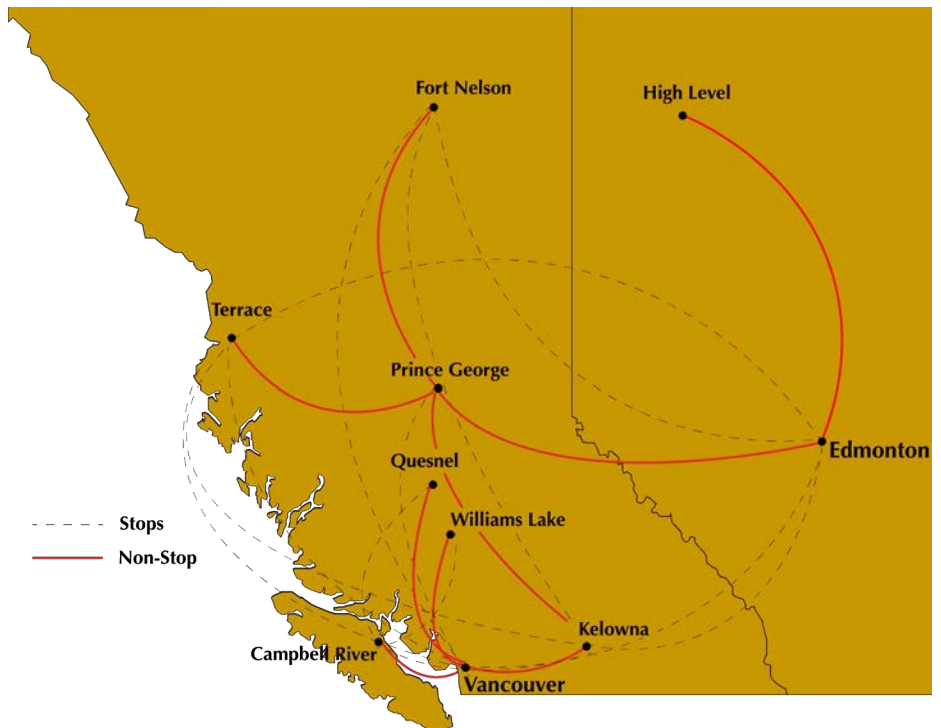 Fort Nelson
High Level
Terrace
Prince George
Edmonton
Quesnel
Williams Lake
Stops
Non-Stop
Kelowna
Campbell River
Vancouver